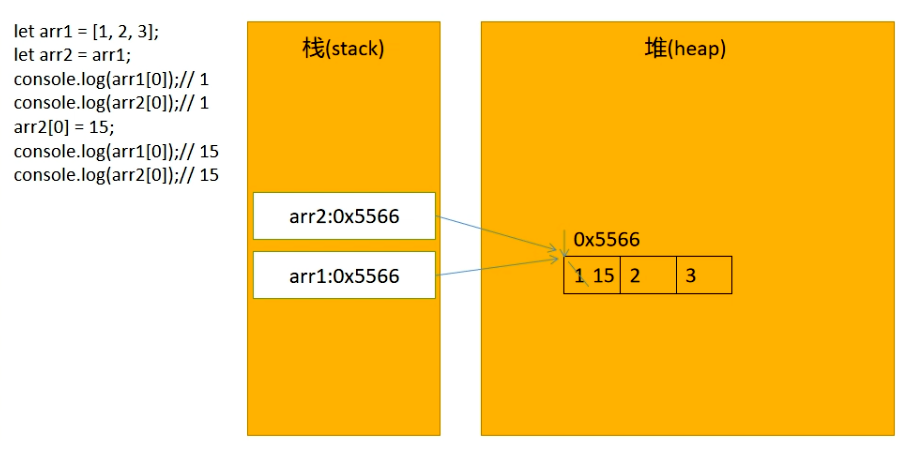 let arr1 = [1, 2, 3];
let arr2 = arr1;
console.log(arr1[0]);// 1
console.log(arr2[0]);// 1
arr2[0] = 15;
console.log(arr1[0]);// 15
console.log(arr2[0]);// 15
栈(stack)
arr2:0x5566
arr1:0x5566
堆(heap)
0x5566
1 15 2 3